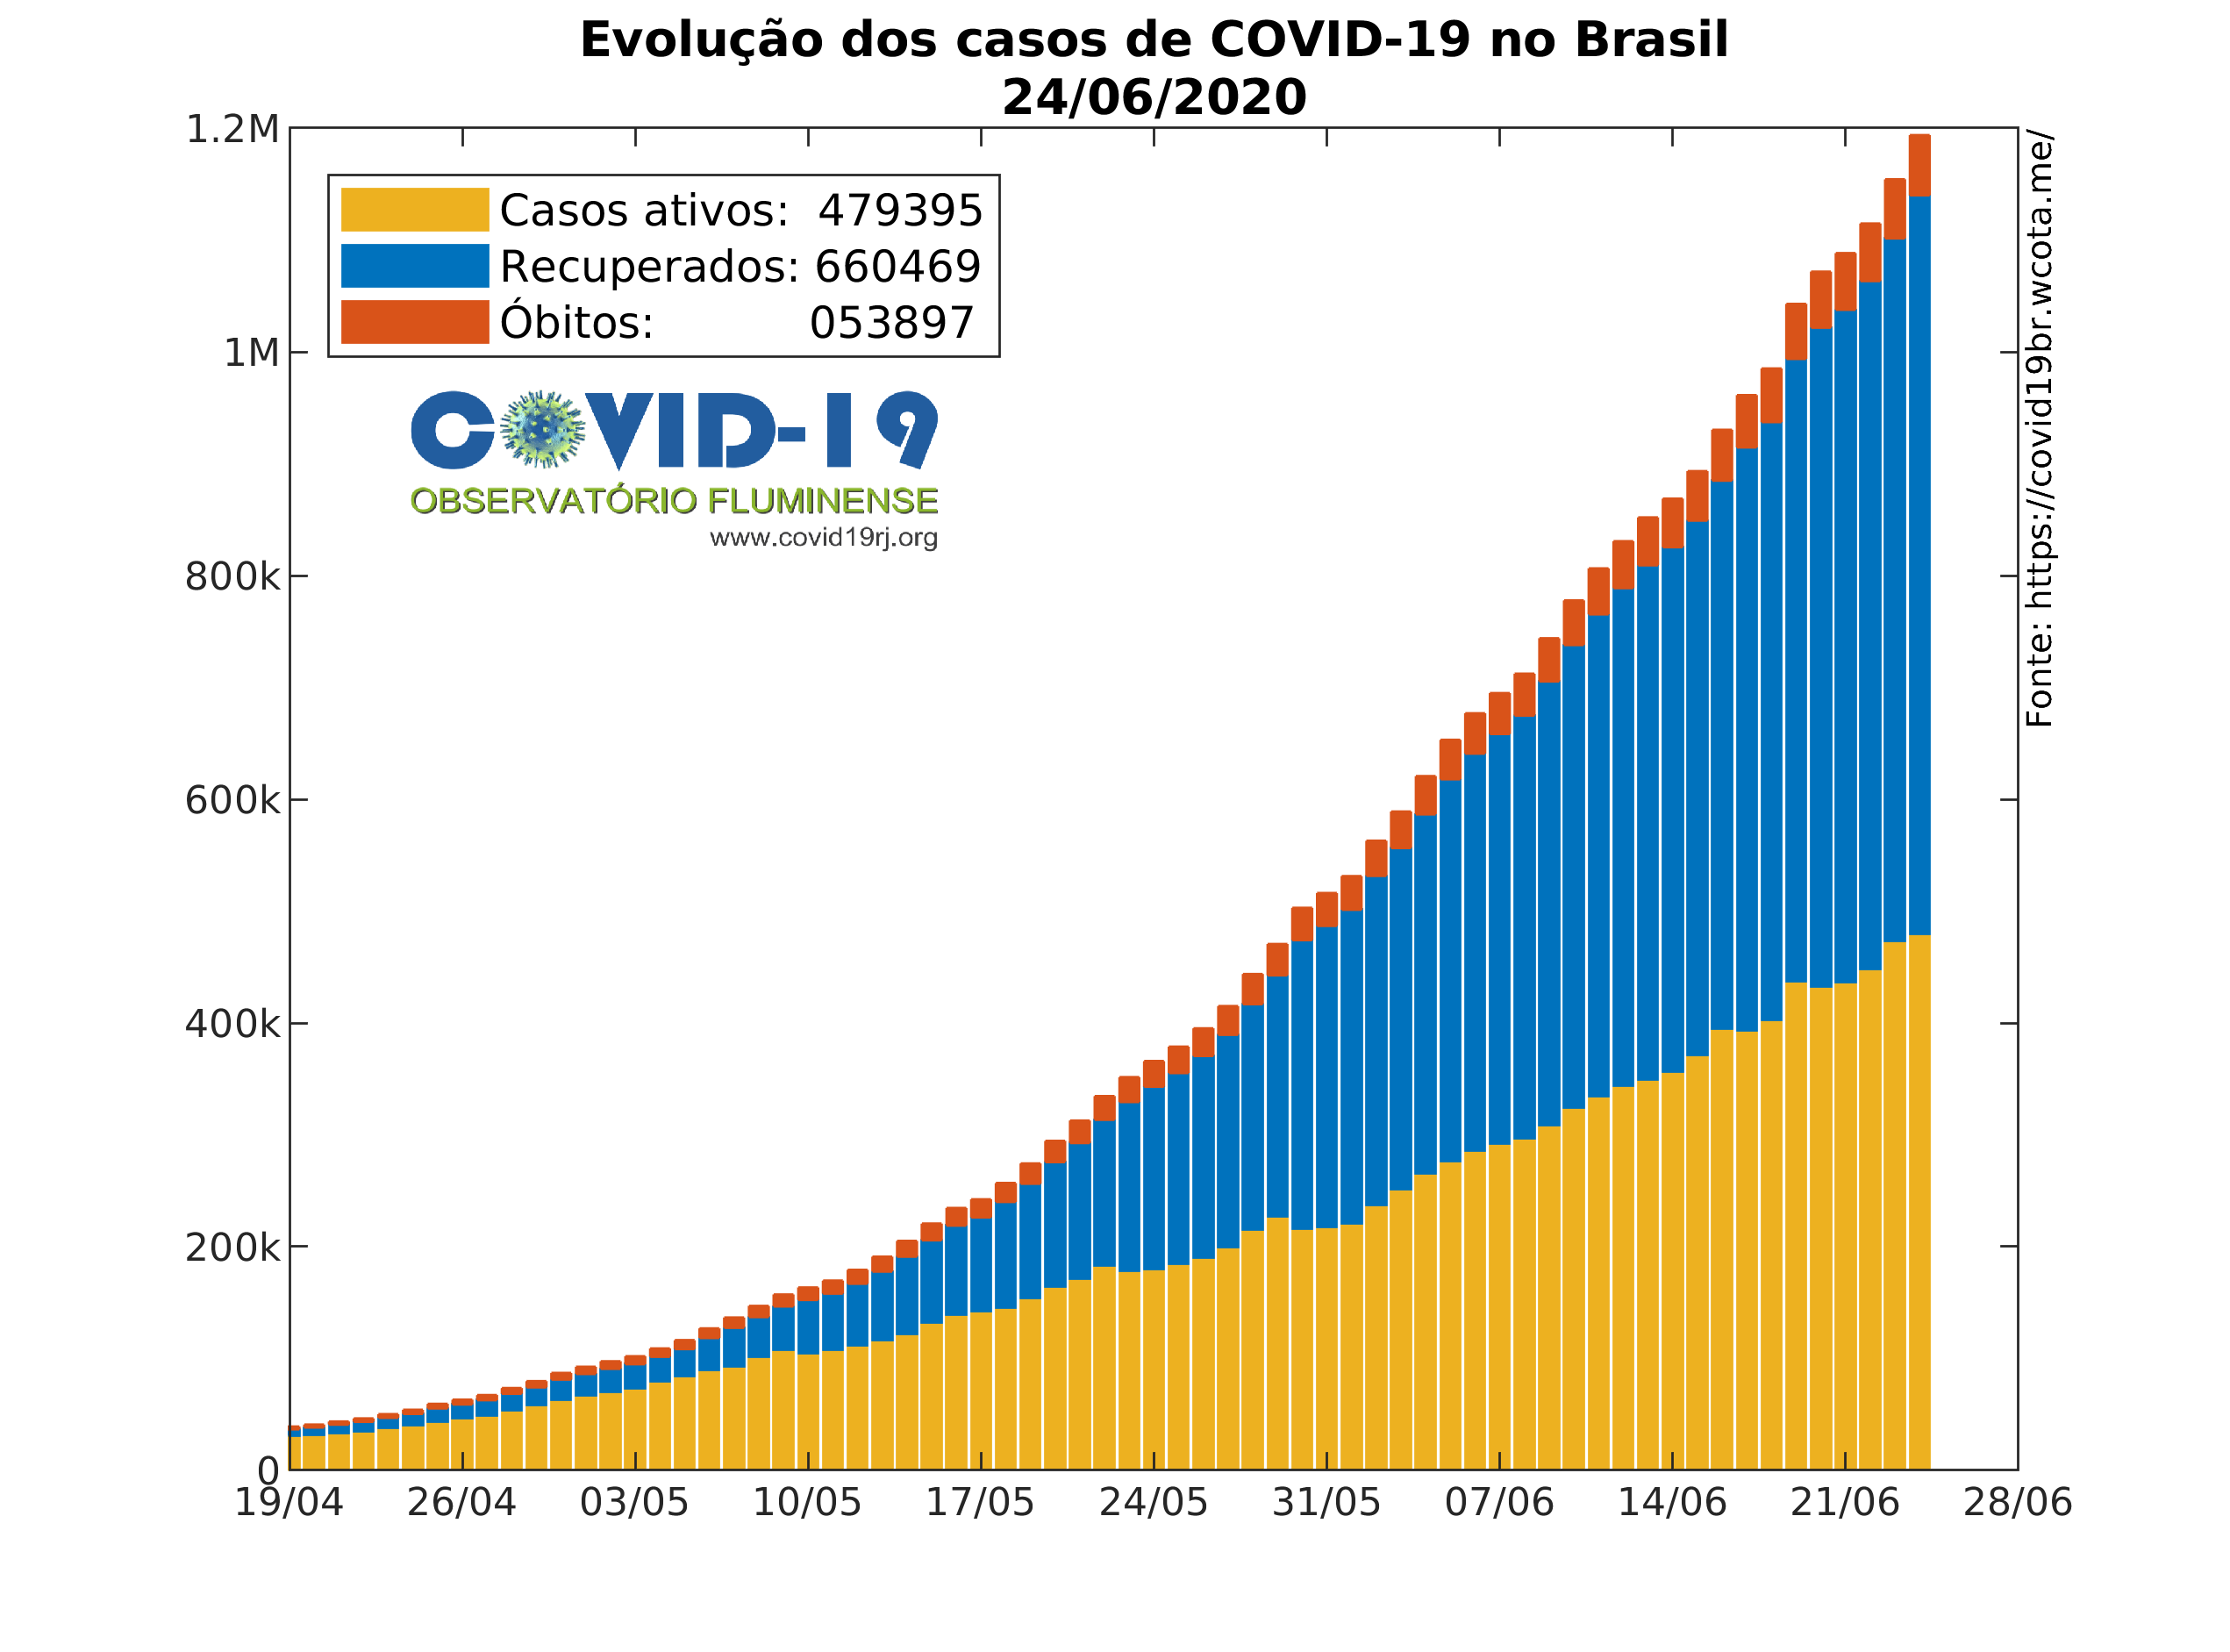 Evolução dos casos de COVID-19 no Brasil
24/06/2020
1.2M
1M
800k
600k
400k
200k
0
Casos ativos: 479395
Recuperados: 660469
Óbitos: 053897
COVID-19
OBSERVATÓRIO FLUMINENSE
www.covid19rj.org
Fonte: https://covid19br.wcota.me/
19/04 26/04 03/05 10/05 17/05 24/05 31/05 07/06 14/06 21/06 28/06